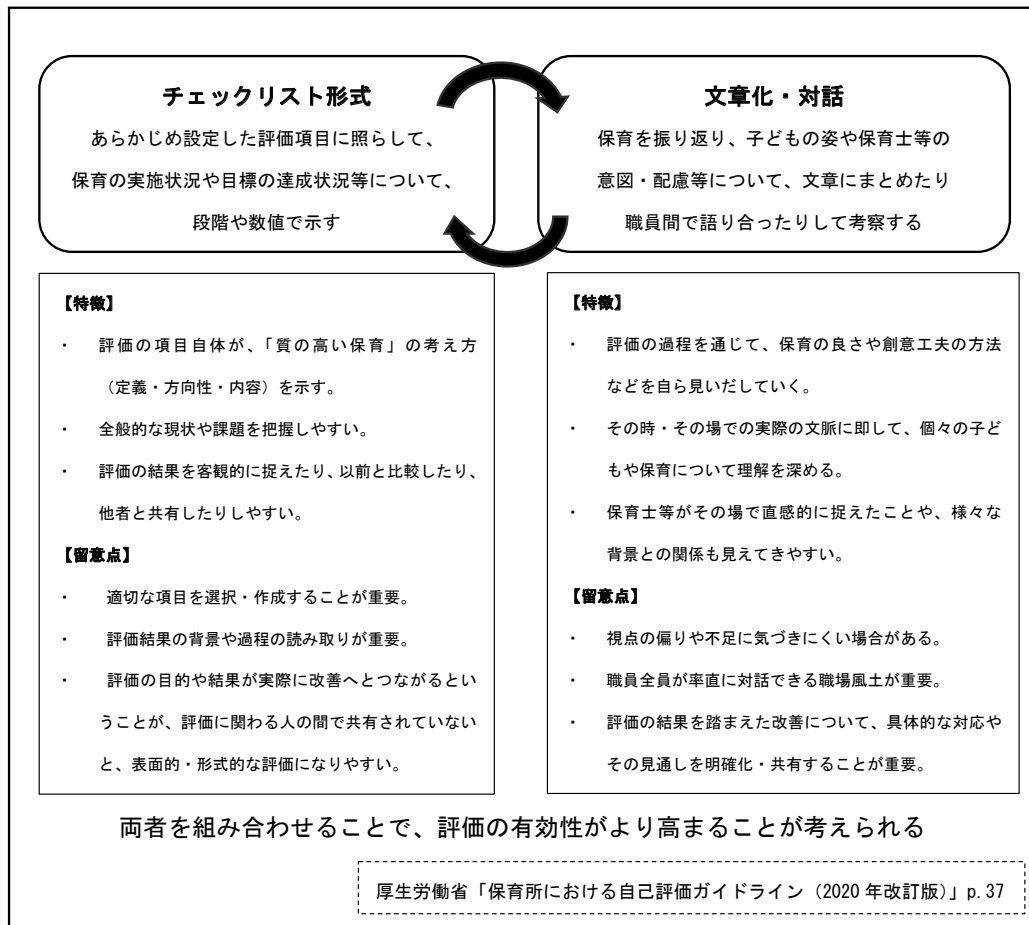 チェックリスト形式
あらかじめ設定した評価項目に照らして、
保育の実施状況や目標の達成状況等について、
段階や数値で示す
文章化・対話
保育を振り返り、子どもの姿や保育士等の
意図・配慮等について、文章にまとめたり
職員間で語り合ったりして考察する
【特徴】
・ 評価の項目自体が、「質の高い保育」の考え方
（定義・方向性・内容）を示す。
・ 全般的な現状や課題を把握しやすい。
・ 評価の結果を客観的に捉えたり、以前と比較したり、
他者と共有したりしやすい。
【留意点】
・ 適切な項目を選択・作成することが重要。
・ 評価結果の背景や過程の読み取りが重要。
・ 評価の目的や結果が実際に改善へとつながるとい
うことが、評価に関わる人の間で共有されていない
と、表面的・形式的な評価になりやすい。
【特徴】
・ 評価の過程を通じて、保育の良さや創意工夫の方法
などを自ら見いだしていく。
・ その時・その場での実際の文脈に即して、個々の子ど
もや保育について理解を深める。
・ 保育士等がその場で直感的に捉えたことや、様々な
背景との関係も見えてきやすい。
【留意点】
・ 視点の偏りや不足に気づきにくい場合がある。
・ 職員全員が率直に対話できる職場風土が重要。
・ 評価の結果を踏まえた改善について、具体的な対応や
その見通しを明確化・共有することが重要。
両者を組み合わせることで、評価の有効性がより高まることが考えられる
厚生労働省「保育所における自己評価ガイドライン（2020 年改訂版）」p.37